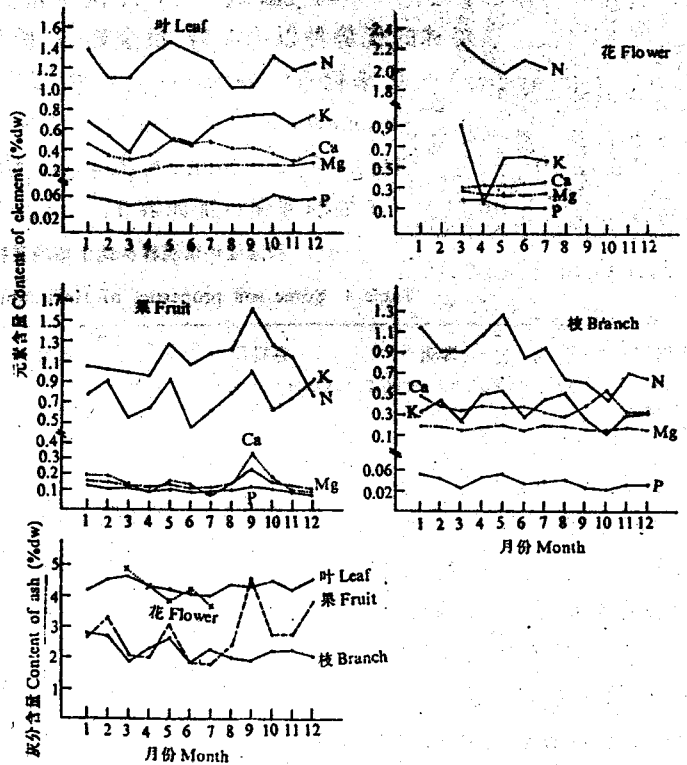 叶 Leaf
1.6
1.4
1.2
1.0
0.8
0.6
0.4
0.2
0.06
0.02
N
K
Ca
Mg
P
1 2 3 4 5 6 7 8 9 10 11 12
花 Flower
2.4
2.2
2.0
1.8
0.9
0.7
0.5
0.3
0.1
N
K
Ca
Mg
P
1 2 3 4 5 6 7 8 9 10 11 12
元素含量 Content of element (%dw)
果 Fruit
1.7
1.5
1.3
1.1
0.9
0.7
0.5
0.4
0.3
0.2
0.1
K
N
Ca
Mg
P
1 2 3 4 5 6 7 8 9 10 11 12
枝 Branch
1.3
1.1
0.9
0.7
0.5
0.3
0.1
0.06
0.02
N
Ca
K
Mg
P
1 2 3 4 5 6 7 8 9 10 11 12
月份 Month
灰分含量 Content of ash (%dw)
5
4
3
2
1
叶 Leaf
果 Fruit
花 Flower
枝 Branch
1 2 3 4 5 6 7 8 9 10 11 12
月份 Month